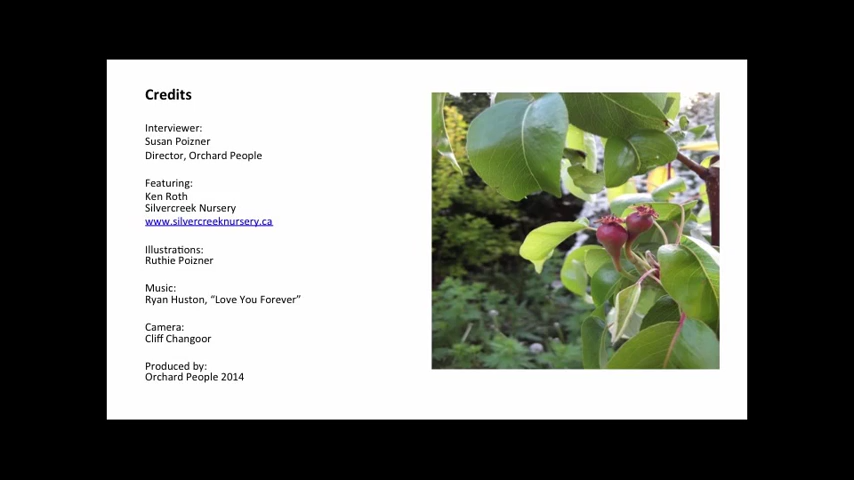 Credits
Interviewer:
Susan Poizner
Director, Orchard People
Featuring:
Ken Roth
Silvercreek Nursery
www.silvercreeknursery.ca
Illustrations:
Ruthie Poizner
Music:
Ryan Huston, “Love You Forever”
Camera:
Cliff Changoor
Produced by:
Orchard People 2014